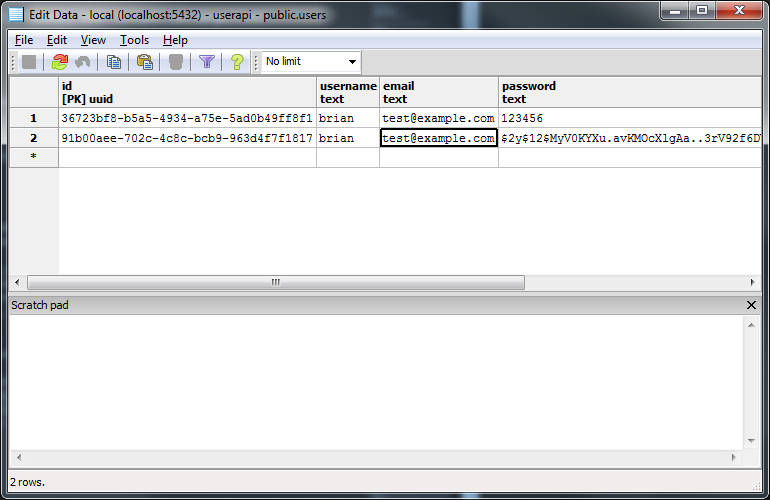 Edit Data - local (localhost:5432) - userapi - public.users
File Edit View Tools Help
No limit
id username email password
[PK] uuid text text text
1 36723bf8-b5a5-4934-a75e-5ad0b49ff8f1 brian test@example.com 123456
2 91b00aee-702c-4c8c-bcb9-963d4f7f1817 brian test@example.com $2y$12$MyV0KYXu.avKMOcXlgAa..3rV92f6D
*
Scratch pad
2 rows.